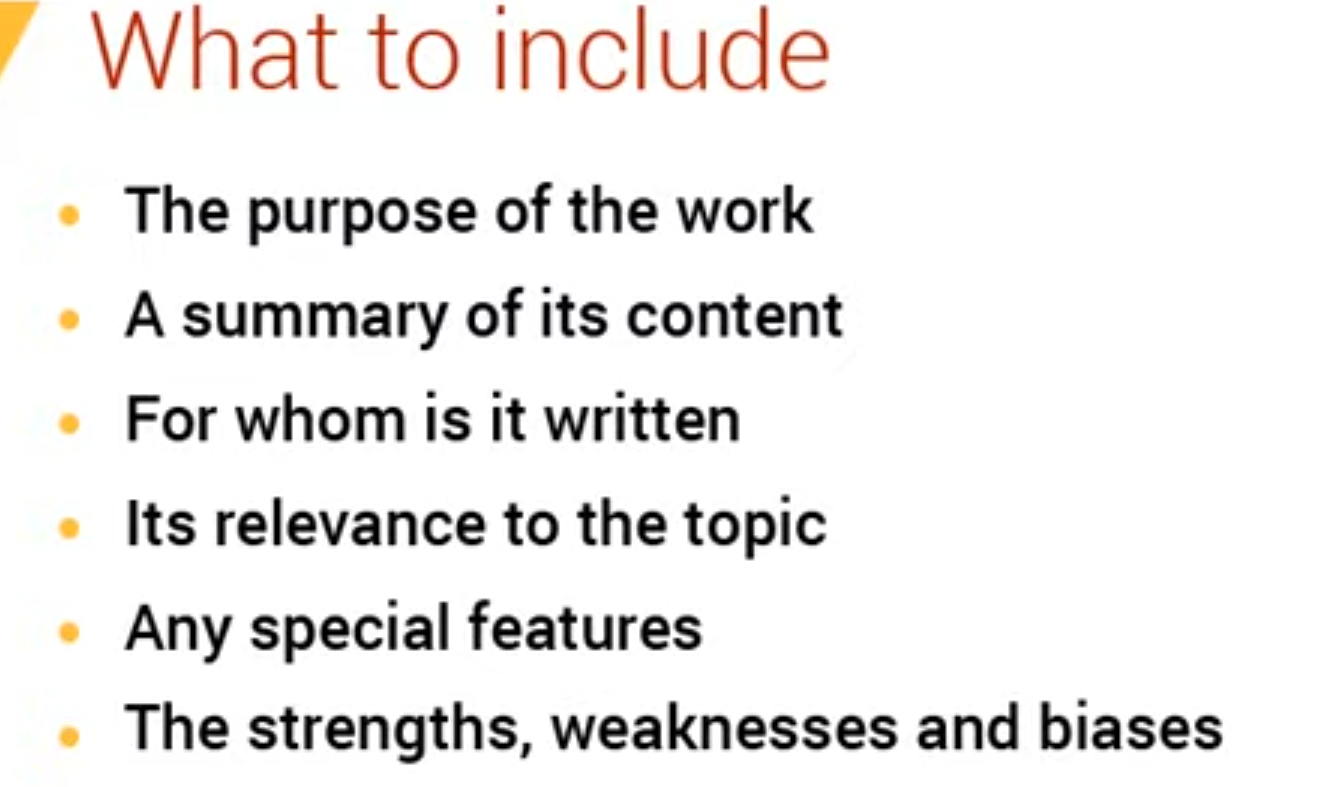 What to include
• The purpose of the work
• A summary of its content
• For whom is it written
• Its relevance to the topic
• Any special features
• The strengths, weaknesses and biases